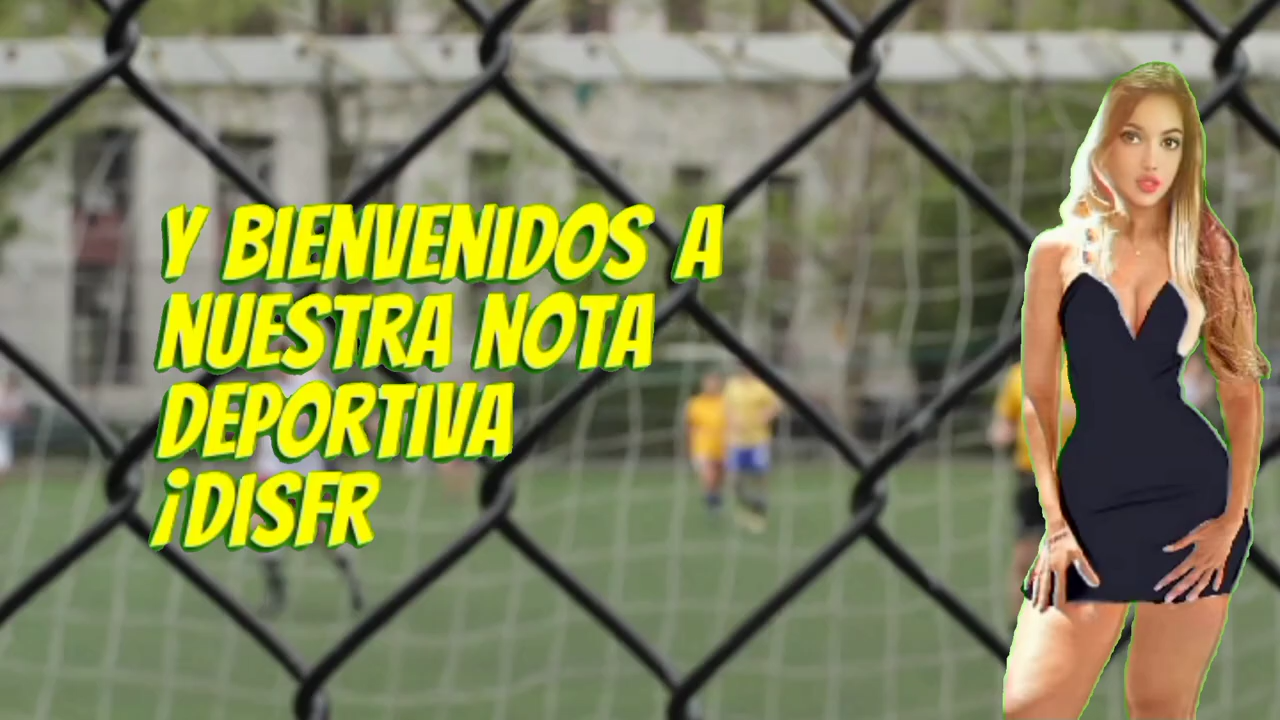 Y BIENVENIDOS A
NUESTRA NOTA
DEPORTIVA
¡DISFR